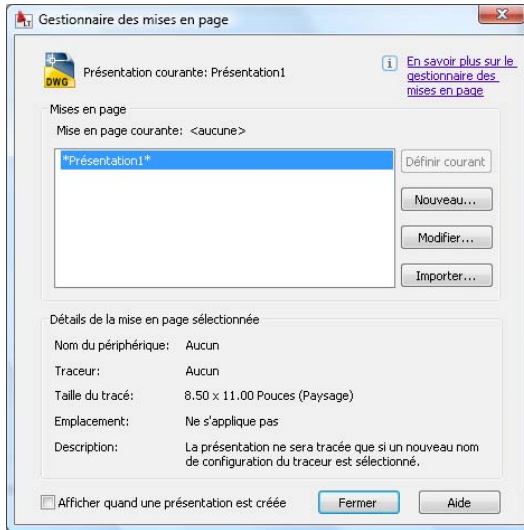 LT Gestionnaire des mises en page
DWG
Présentation courante: Présentation1
i
En savoir plus sur le
gestionnaire des
mises en page
Mises en page
Mise en page courante: <aucune>
*Présentation1*
Définir courant
Nouveau...
Modifier...
Importer...
Détails de la mise en page sélectionnée
Nom du périphérique: Aucun
Traceur: Aucun
Taille du tracé: 8.50 x 11.00 Pouces (Paysage)
Emplacement: Ne s'applique pas
Description: La présentation ne sera tracée que si un nouveau nom
de configuration du traceur est sélectionné.
Afficher quand une présentation est créée
Fermer
Aide